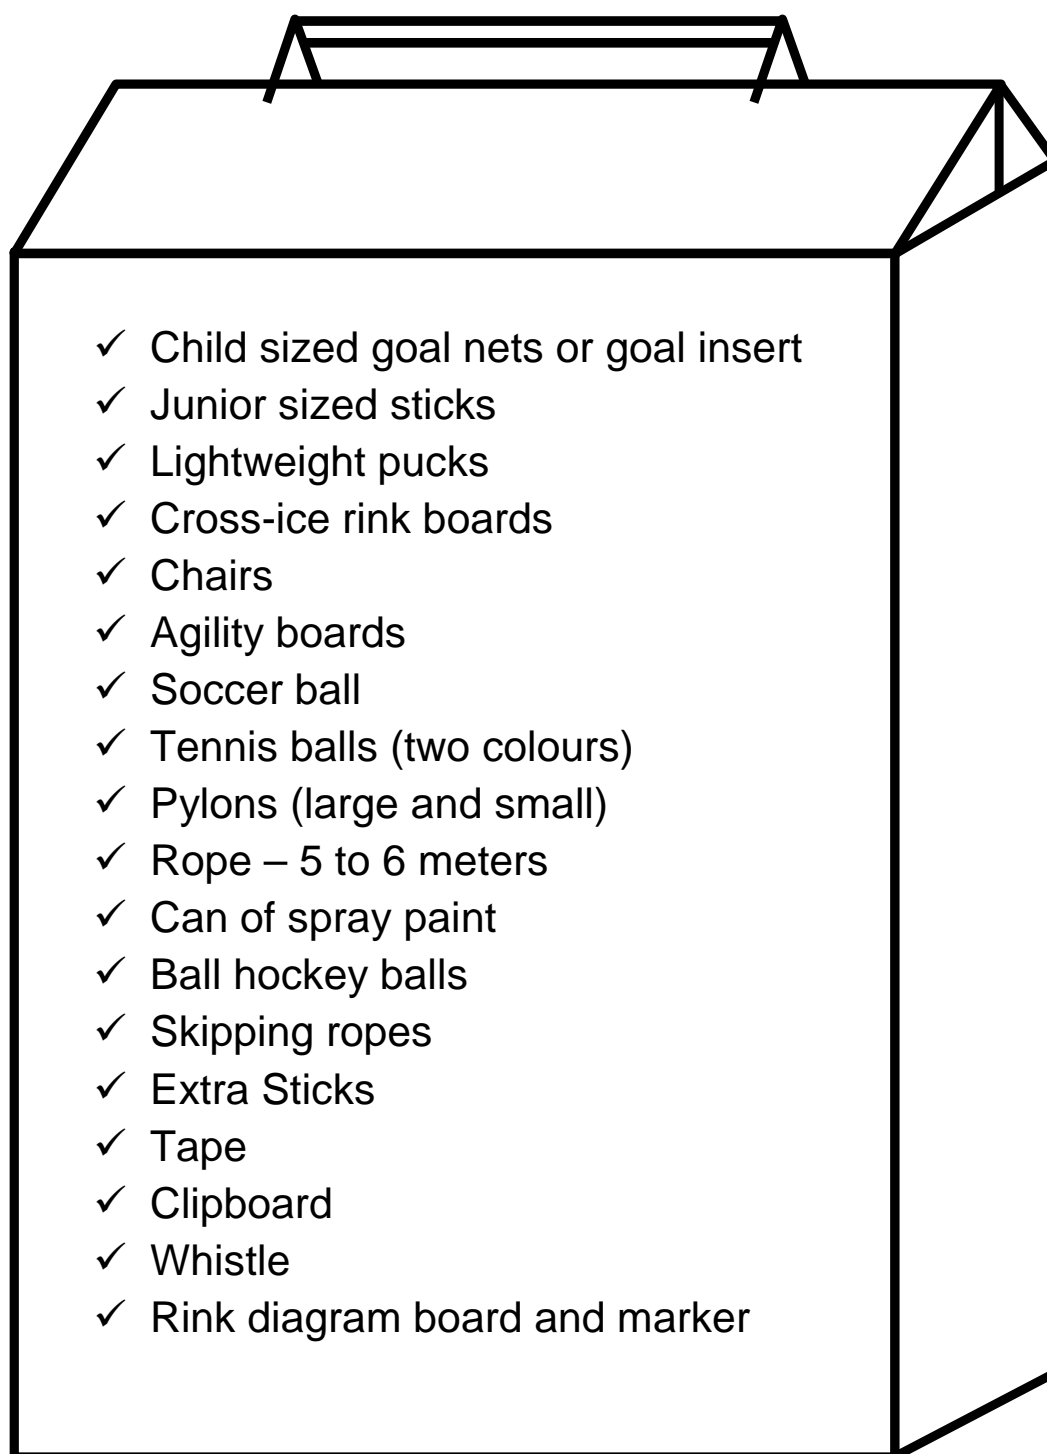 ✓ Child sized goal nets or goal insert
✓ Junior sized sticks
✓ Lightweight pucks
✓ Cross-ice rink boards
✓ Chairs
✓ Agility boards
✓ Soccer ball
✓ Tennis balls (two colours)
✓ Pylons (large and small)
✓ Rope – 5 to 6 meters
✓ Can of spray paint
✓ Ball hockey balls
✓ Skipping ropes
✓ Extra Sticks
✓ Tape
✓ Clipboard
✓ Whistle
✓ Rink diagram board and marker